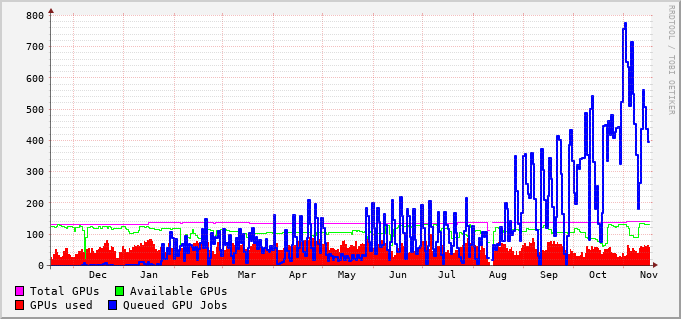 800
700
600
500
400
300
200
100
0
Dec Jan Feb Mar Apr May Jun Jul Aug Sep Oct Nov
Total GPUs Available GPUs
GPUs used Queued GPU Jobs
RRDTOOL / TOBI OETIKER